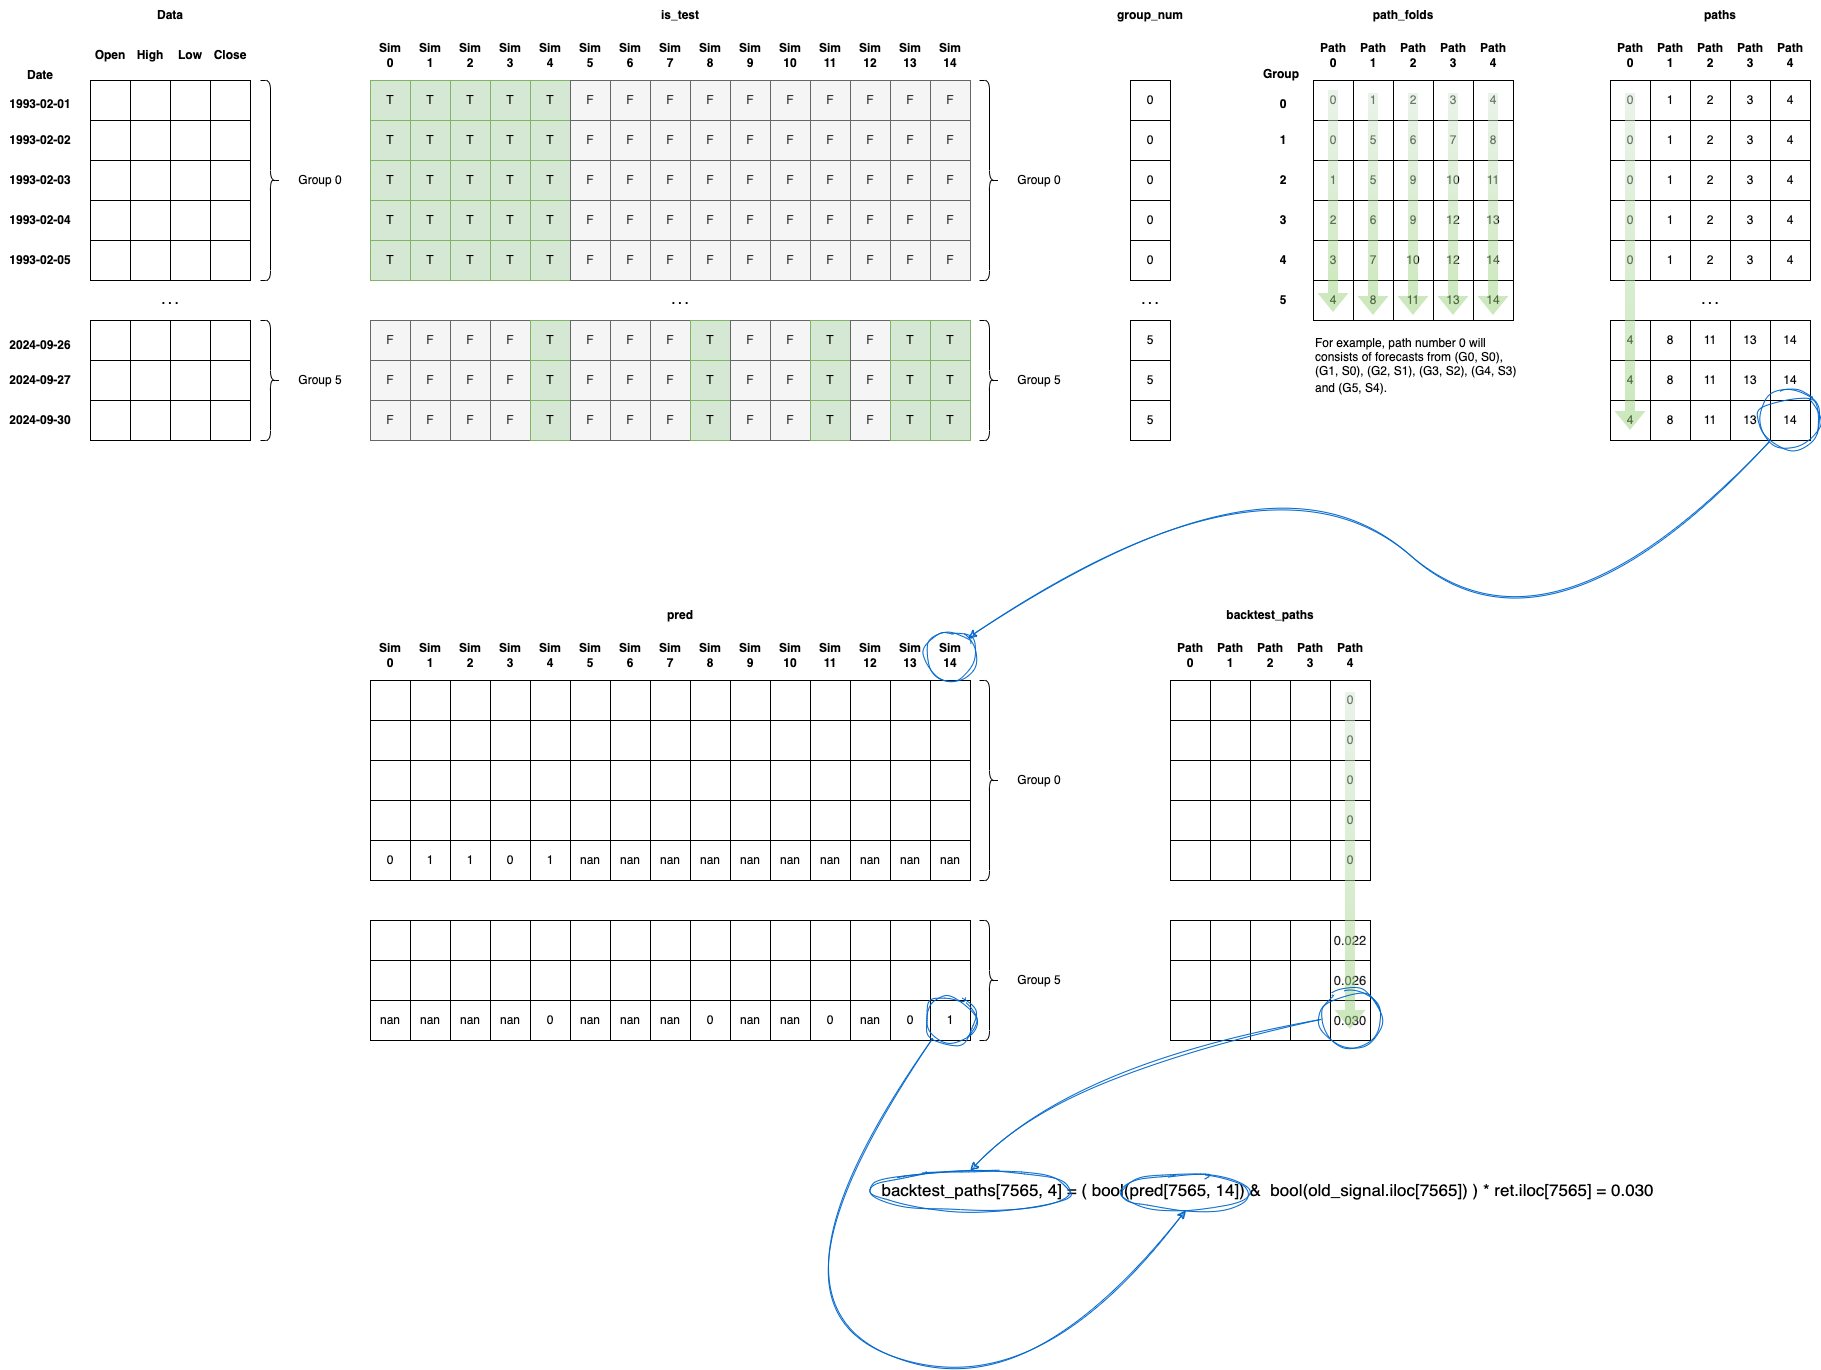 Data is_test group_num path_folds paths
Sim Sim Sim Sim Sim Sim Sim Sim Sim Sim Sim Sim Sim Sim Sim Path Path Path Path Path Path Path Path Path Path
Open High Low Close 0 1 2 3 4 5 6 7 8 9 10 11 12 13 14 0 1 2 3 4 0 1 2 3 4
Date Group
1993-02-01 T T T T T F F F F F F F F F F 0 0 0 1 2 3 4 0 1 2 3 4
1993-02-02 T T T T T F F F F F F F F F F 0 1 0 5 6 7 8 0 1 2 3 4
1993-02-03 Group 0 T T T T T F F F F F F F F F F Group 0 0 2 1 5 9 10 11 0 1 2 3 4
1993-02-04 T T T T T F F F F F F F F F F 0 3 2 6 9 12 13 0 1 2 3 4
1993-02-05 T T T T T F F F F F F F F F F 0 4 3 7 10 12 14 0 1 2 3 4
... ... ... 5 4 8 11 13 14 ...
2024-09-26 F F F F T F F F T F F T F T T 5 4 8 11 13 14
2024-09-27 Group 5 F F F F T F F F T F F T F T T Group 5 5 4 8 11 13 14
2024-09-30 F F F F T F F F T F F T F T T 5 4 8 11 13 14
For example, path number 0 will
consists of forecasts from (G0, S0),
(G1, S0), (G2, S1), (G3, S2), (G4, S3)
and (G5, S4).
pred backtest_paths
Sim Sim Sim Sim Sim Sim Sim Sim Sim Sim Sim Sim Sim Sim Sim Path Path Path Path Path
0 1 2 3 4 5 6 7 8 9 10 11 12 13 14 0 1 2 3 4
0
0
Group 0 0
0
0 1 1 0 1 nan nan nan nan nan nan nan nan nan nan 0
0.022
Group 5 0.026
nan nan nan nan 0 nan nan nan 0 nan nan 0 nan 0 1 0.030
backtest_paths[7565, 4] = ( bool(pred[7565, 14]) & bool(old_signal.iloc[7565]) ) * ret.iloc[7565] = 0.030